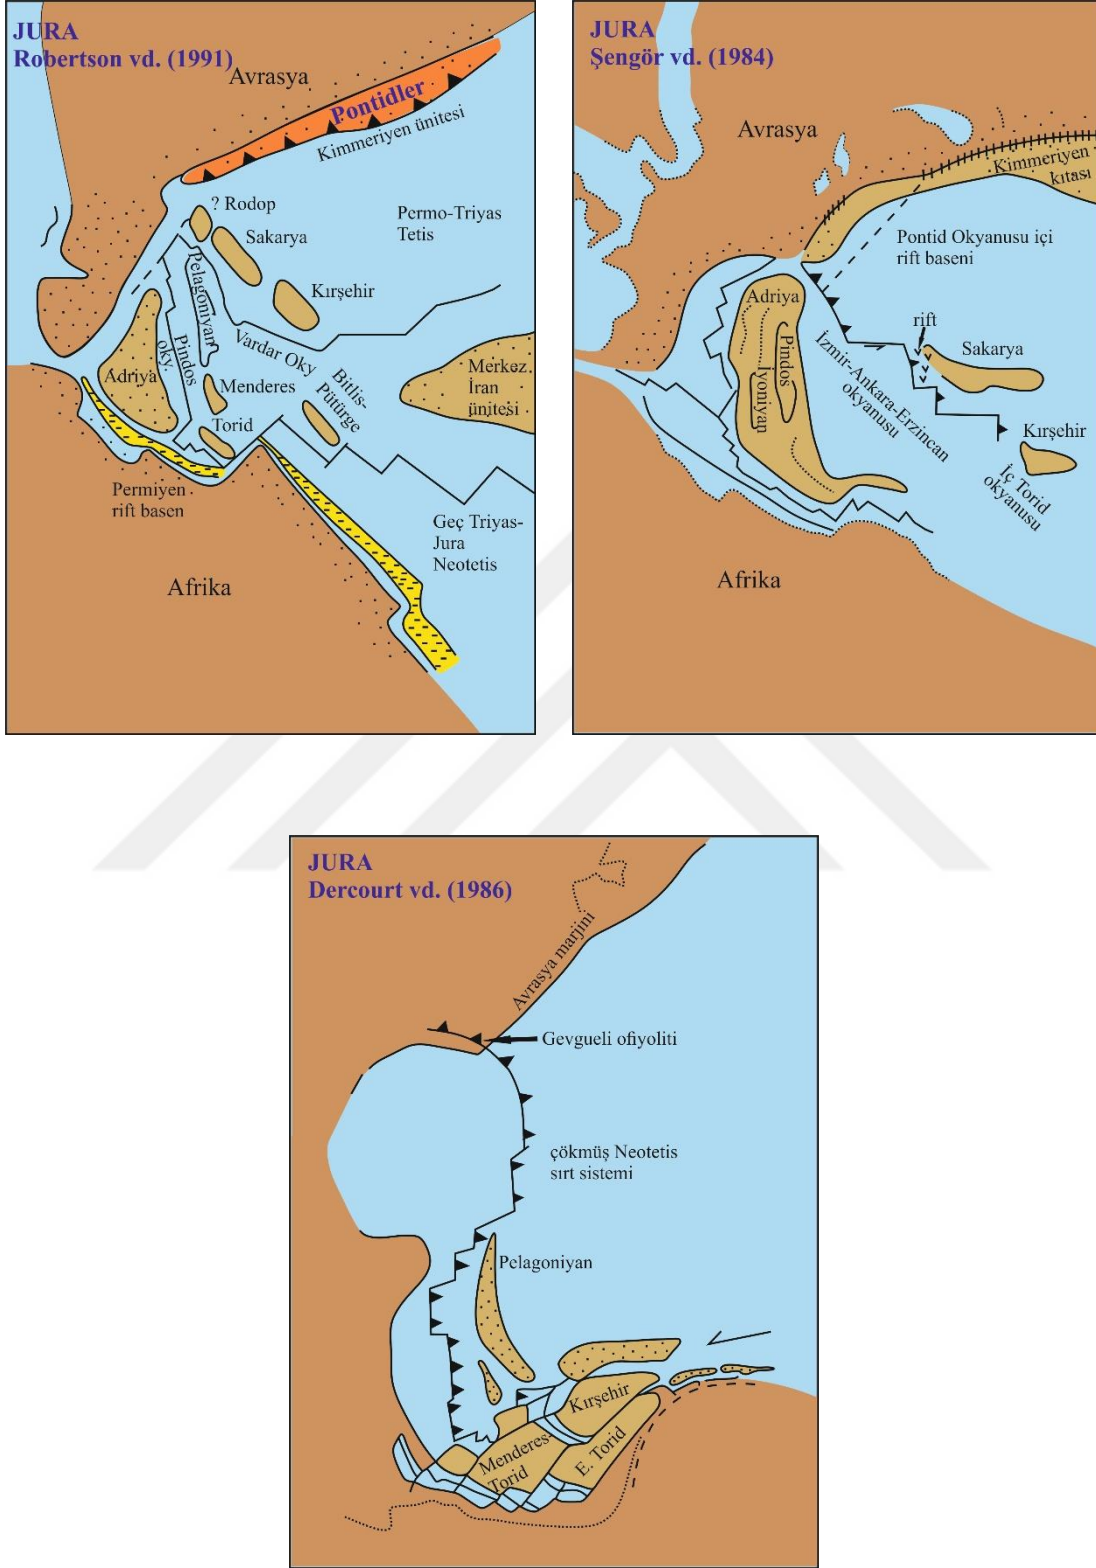 JURA
Robertson vd. (1991)
Avrasya
Pontidler
Kimmeriyen ünitesi
? Rodop
Sakarya
Permo-Triyas
Tetis
Kırşehir
Pelagoniyan
Pindos
oky.
Vardar Oky
Adriya
Menderes
Torid
Bitlis-
Pütürge
Merkez.
İran
ünitesi
Permiyen
rift basen
Geç Triyas-
Jura
Neotetis
Afrika
JURA
Şengör vd. (1984)
Avrasya
Kimmeriyen
kıtası
Pontid Okyanusu içi
rift baseni
Adriya
Pindos
İyoniyan
İzmir-Ankara-Erzincan
okyanusu
rift
Sakarya
Kırşehir
İç Torid
okyanusu
Afrika
JURA
Dercourt vd. (1986)
Avrasya marjini
Gevgueli ofiyoliti
çökmüş Neotetis
sırt sistemi
Pelagoniyan
Kırşehir
Menderes-
Torid
E. Torid